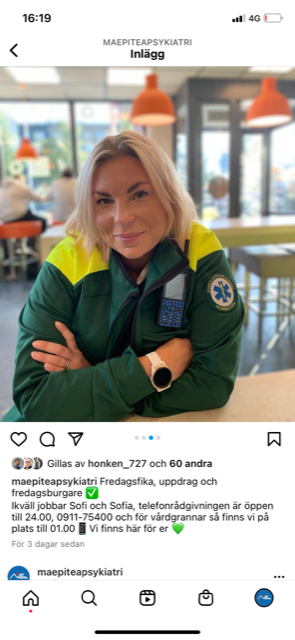 16:19
4G
MAEPITEAPSYKIATRI
Inlägg
Gillas av honken_727 och 60 andra
maepiteapsykiatri Fredagsfika, uppdrag och
fredagsburgare ✅
Ikväll jobbar Sofi och Sofia, telefonrådgivningen är öppen
till 24.00, 0911-75400 och för vårdgrannar så finns vi på
plats till 01.00 📱 Vi finns här för er 💚
För 3 dagar sedan
maepiteapsykiatri